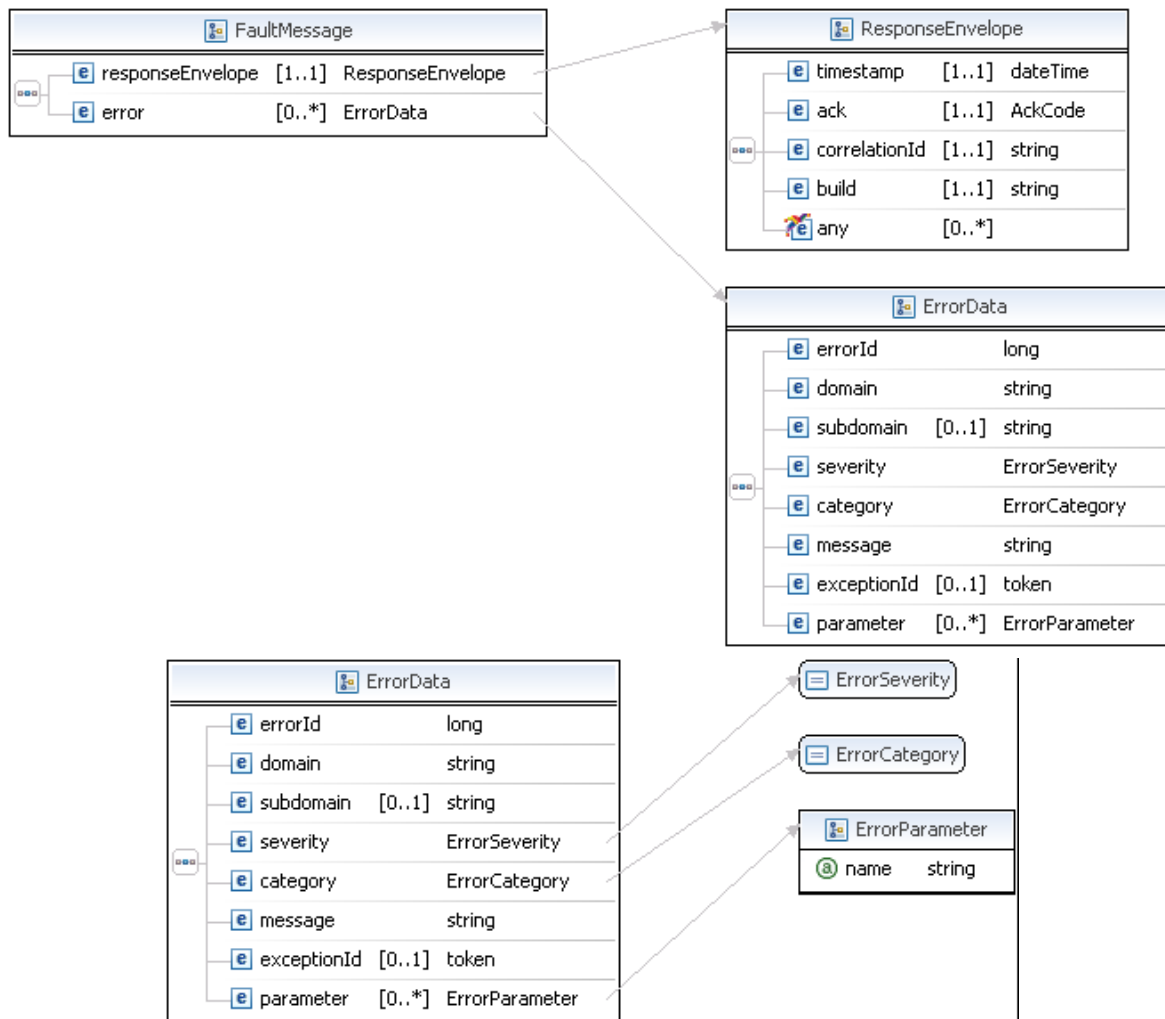 FaultMessage
responseEnvelope [1..1] ResponseEnvelope
error [0..*] ErrorData
ResponseEnvelope
timestamp [1..1] dateTime
ack [1..1] AckCode
correlationId [1..1] string
build [1..1] string
any [0..*]
ErrorData
errorId long
domain string
subdomain [0..1] string
severity ErrorSeverity
category ErrorCategory
message string
exceptionId [0..1] token
parameter [0..*] ErrorParameter
ErrorData
errorId long
domain string
subdomain [0..1] string
severity ErrorSeverity
category ErrorCategory
message string
exceptionId [0..1] token
parameter [0..*] ErrorParameter
ErrorSeverity
ErrorCategory
ErrorParameter
name string